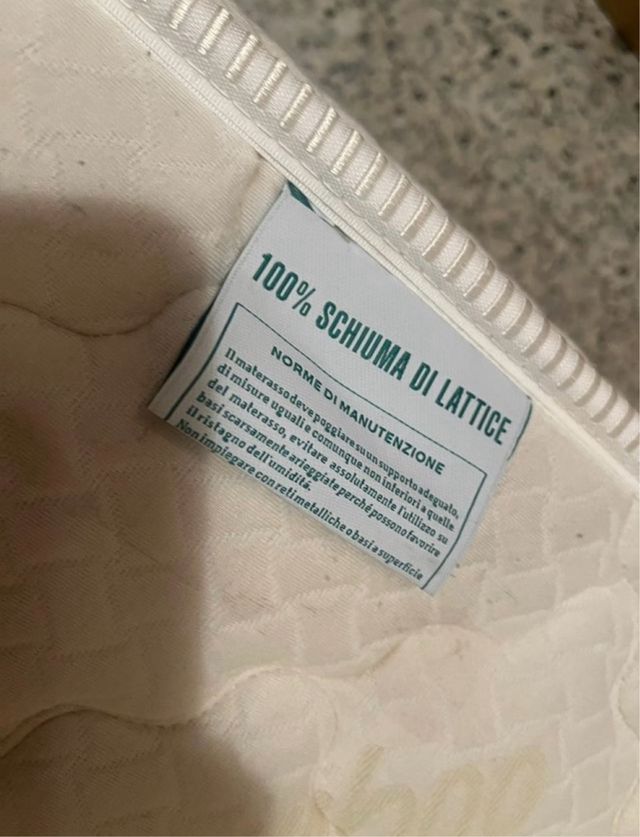 100% SCHIUMA DI LATTICE
NORME DI MANUTENZIONE
Il materasso deve poggiare su un supporto adeguato,
di misure uguali e comunque non inferiori a quelle
del materasso, evitare assolutamente l'utilizzo su
basi scarsamente arieggiate perché possono favorire
il ristagno dell'umidità.
Non impiegare con reti metalliche o basi a superficie